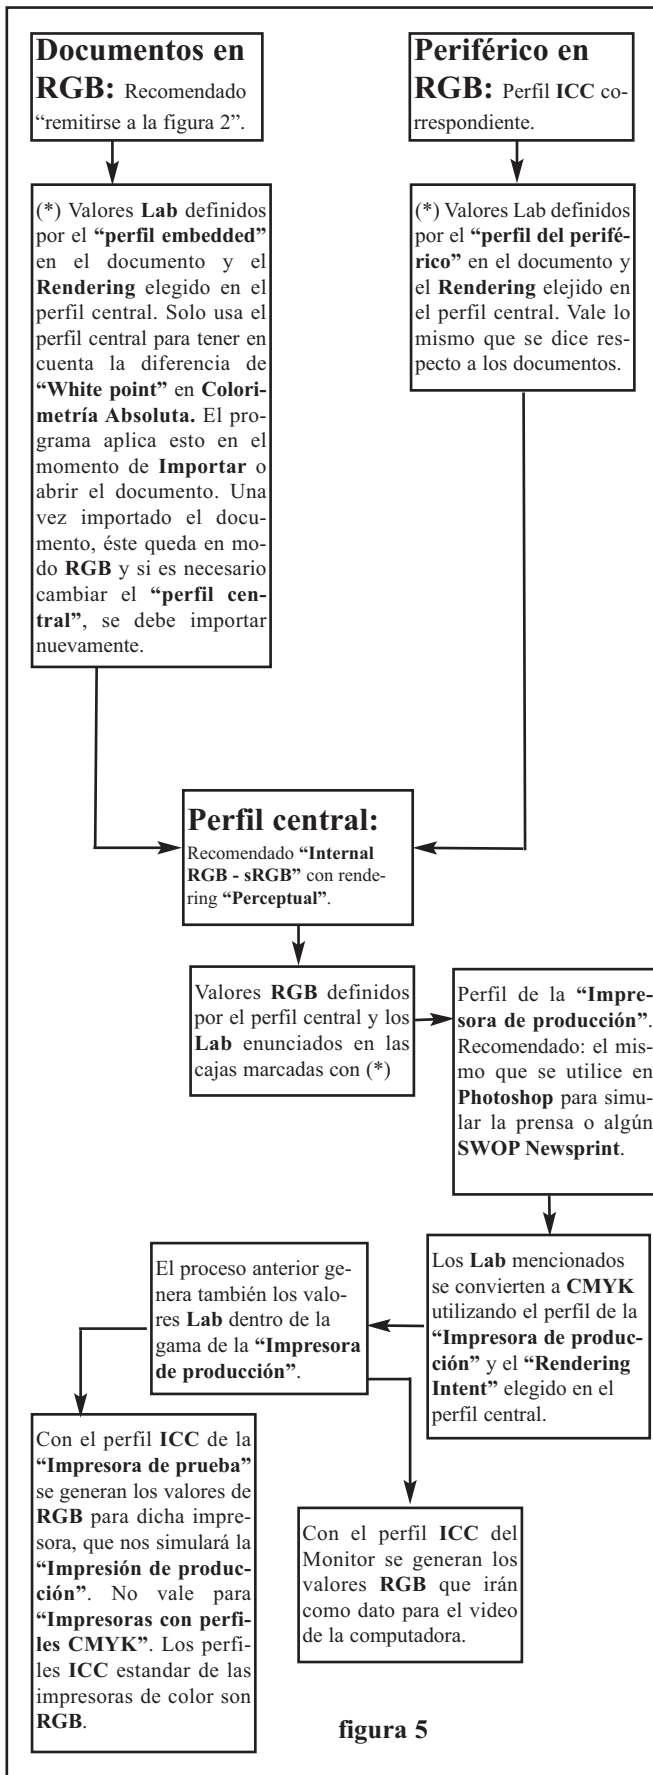 Documentos en
RGB: Recomendado
“remitirse a la figura 2”.
Periférico en
RGB: Perfil ICC co-
rrespondiente.
(*) Valores Lab definidos
por el “perfil embedded”
en el documento y el
Rendering elegido en el
perfil central. Solo usa el
perfil central para tener en
cuenta la diferencia de
“White point” en Colori-
metría Absoluta. El pro-
grama aplica esto en el
momento de Importar o
abrir el documento. Una
vez importado el docu-
mento, éste queda en mo-
do RGB y si es necesario
cambiar el “perfil cen-
tral”, se debe importar
nuevamente.
(*) Valores Lab definidos
por el “perfil del perifé-
rico” en el documento y
el Rendering elejido en
el perfil central. Vale lo
mismo que se dice res-
pecto a los documentos.
Perfil central:
Recomendado “Internal
RGB - sRGB” con rende-
ring “Perceptual”.
Valores RGB definidos
por el perfil central y los
Lab enunciados en las
cajas marcadas con (*)
Perfil de la “Impre-
sora de producción”.
Recomendado: el mis-
mo que se utilice en
Photoshop para simu-
lar la prensa o algún
SWOP Newsprint.
Los Lab mencionados
se convierten a CMYK
utilizando el perfil de la
“Impresora de produc-
ción” y el “Rendering
Intent” elegido en el
perfil central.
El proceso anterior ge-
nera también los valo-
res Lab dentro de la
gama de la “Impresora
de producción”.
Con el perfil ICC de la
“Impresora de prueba”
se generan los valores de
RGB para dicha impre-
sora, que nos simulará la
“Impresión de produc-
ción”. No vale para
“Impresoras con perfi-
les CMYK”. Los perfi-
les ICC estandar de las
impresoras de color son
RGB.
Con el perfil ICC del
Monitor se generan los
valores RGB que irán
como dato para el video
de la computadora.
figura 5